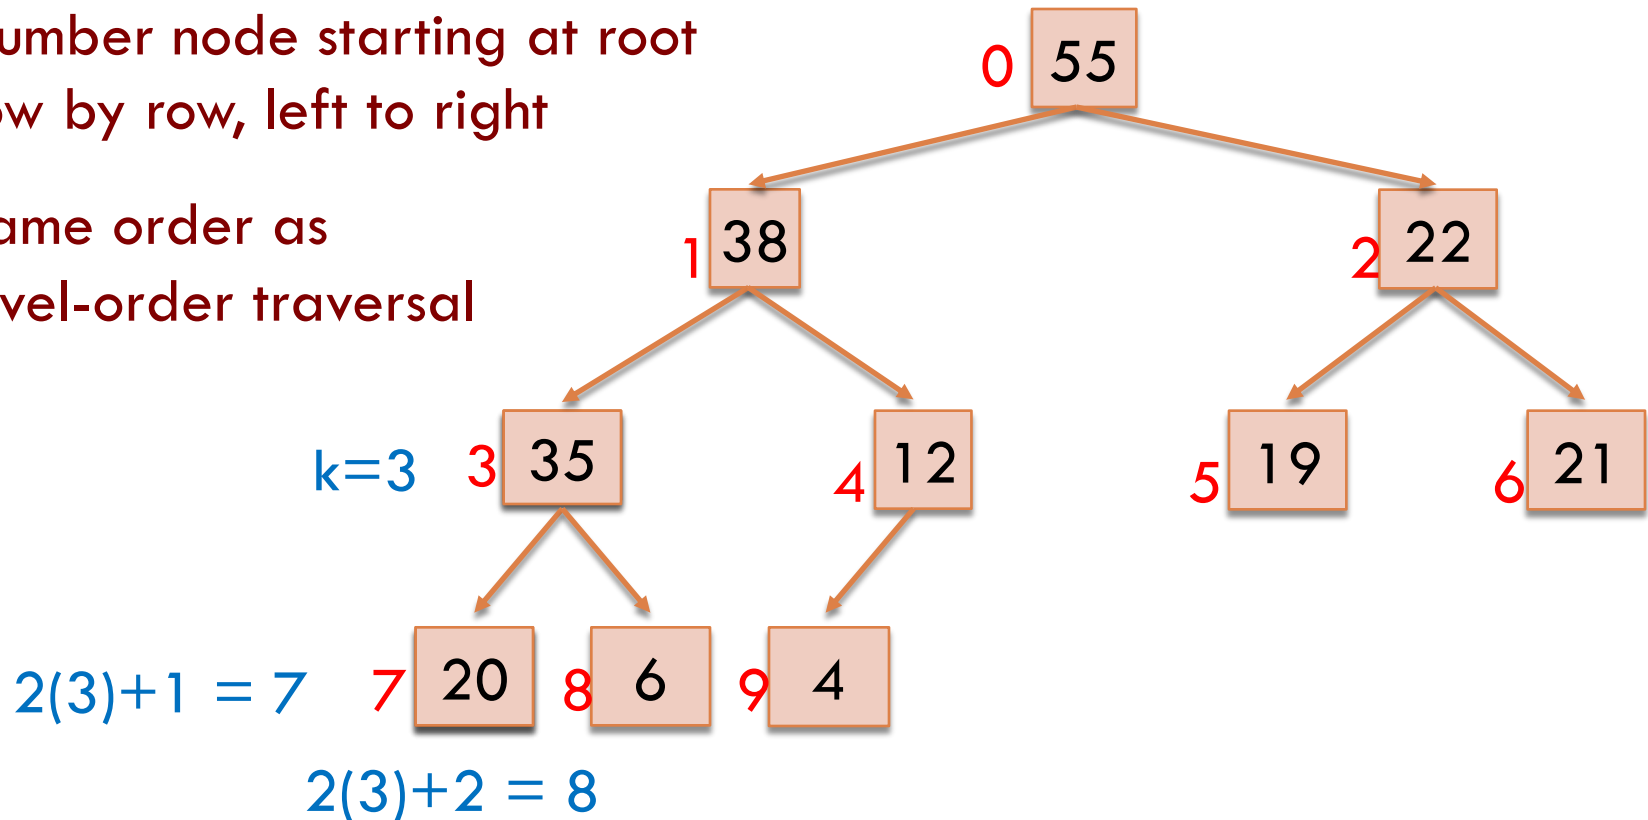 umber node starting at root
ow by row, left to right
ame order as
vel-order traversal
0 55
1 38
2 22
k=3 3 35
4 12
5 19
6 21
2(3)+1 = 7 7 20
8 6
9 4
2(3)+2 = 8